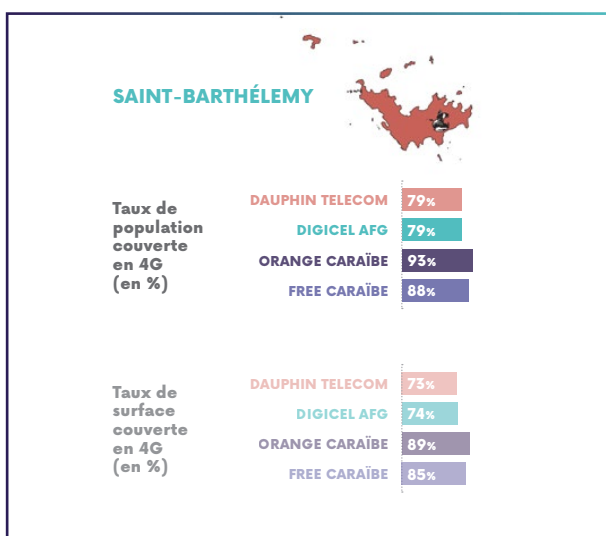 SAINT-BARTHÉLEMY
Taux de
population
couverte
en 4G
(en %)
DAUPHIN TELECOM 79%
DIGICEL AFG 79%
ORANGE CARAÏBE 93%
FREE CARAÏBE 88%
Taux de
surface
couverte
en 4G
(en %)
DAUPHIN TELECOM 73%
DIGICEL AFG 74%
ORANGE CARAÏBE 89%
FREE CARAÏBE 85%